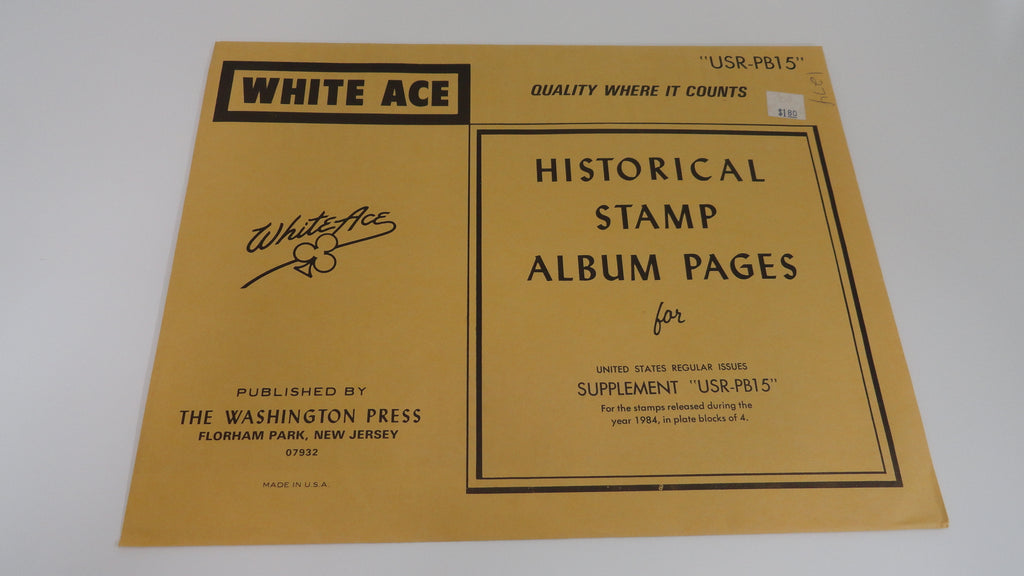 "USR-PB15"
WHITE ACE
QUALITY WHERE IT COUNTS
$1.80
HISTORICAL
STAMP
ALBUM PAGES
for
White Ace
UNITED STATES REGULAR ISSUES
SUPPLEMENT "USR-PB15"
For the stamps released during the
year 1984, in plate blocks of 4.
PUBLISHED BY
THE WASHINGTON PRESS
FLORHAM PARK, NEW JERSEY
07932
MADE IN U.S.A.